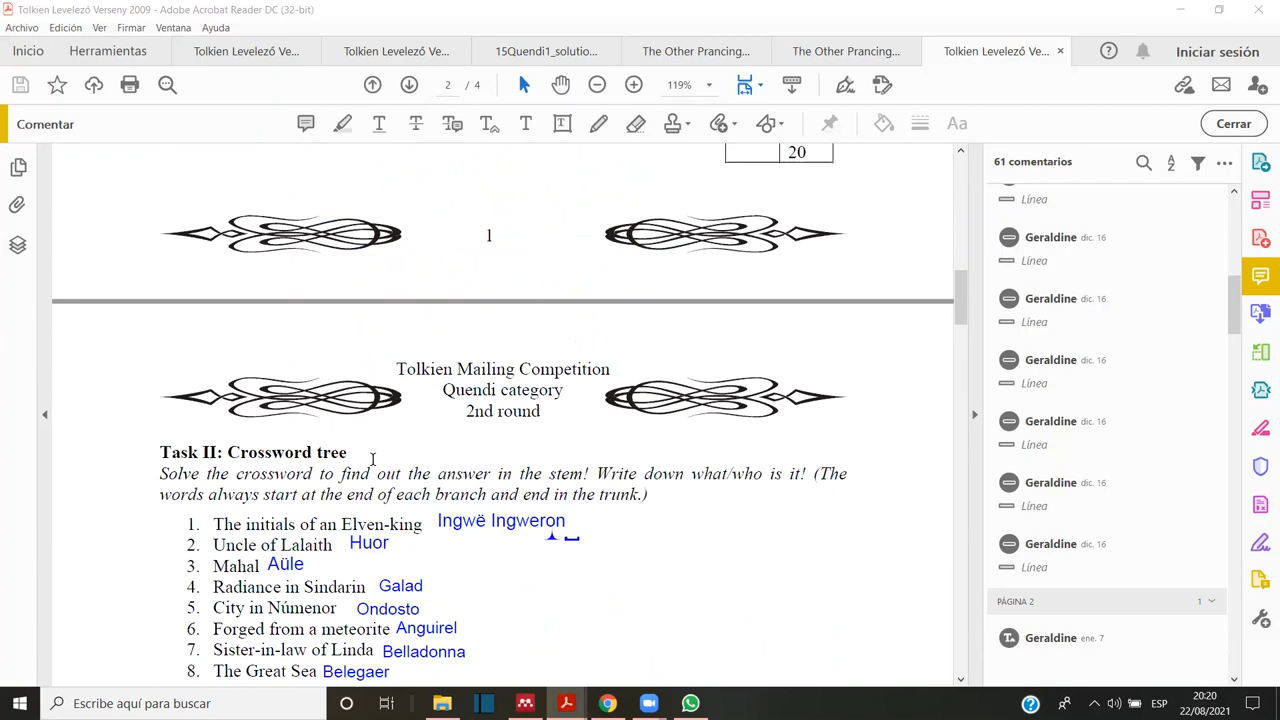 Tolkien Levelező Verseny 2009 - Adobe Acrobat Reader DC (32-bit)
Archivo Edición Ver Firmar Ventana Ayuda
Inicio Herramientas Tolkien Levelező Ve... Tolkien Levelező Ve... 15Quendi1_solutio... The Other Prancing... The Other Prancing... Tolkien Levelező Ve... Iniciar sesión
2 / 4 119%
Comentar Cerrar
20
1
Tolkien Mailing Competition
Quendi category
2nd round
Task II: Crossword tree
Solve the crossword to find out the answer in the stem! Write down what/who is it! (The
words always start at the end of each branch and end in the trunk.)
1. The initials of an Elven-king Ingwë Ingweron
2. Uncle of Lalaith Huor
3. Mahal Aüle
4. Radiance in Sindarin Galad
5. City in Númenor Ondosto
6. Forged from a meteorite Anguirel
7. Sister-in-law of Linda Belladonna
8. The Great Sea Belegaer
61 comentarios
Línea
Geraldine dic. 16
Línea
Geraldine dic. 16
Línea
Geraldine dic. 16
Línea
Geraldine dic. 16
Línea
Geraldine dic. 16
Línea
Geraldine dic. 16
Línea
PÁGINA 2 1
Geraldine ene. 7
Escribe aquí para buscar
ESP
20:20
22/08/2021